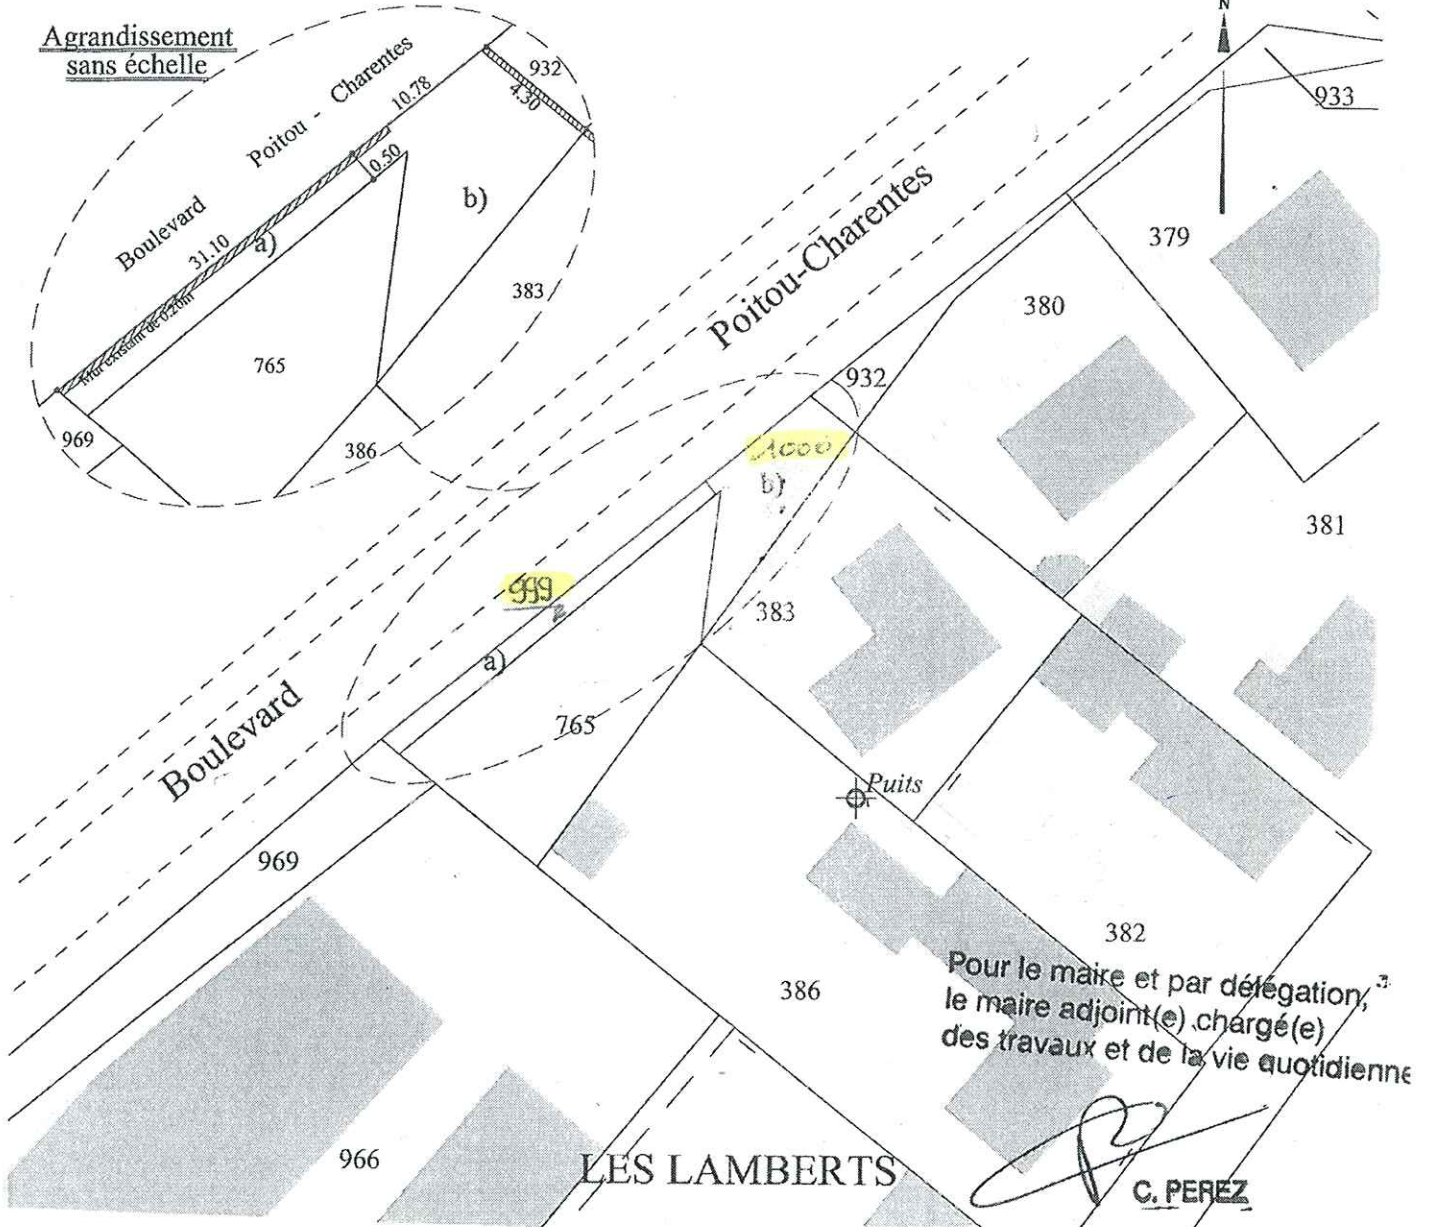 Agrandissement
sans échelle
N
932
4.30
10.78
Poitou - Charentes
0.50
b)
Boulevard
31.10
a)
383
Mur existant de 0.20m
765
969
386
933
379
Poitou-Charentes
380
932
1000
b)
381
999
383
a)
765
Boulevard
Puits
969
382
386
Pour le maire et par délégation,
le maire adjoint(e) chargé(e)
des travaux et de la vie quotidienne
966
LES LAMBERTS
C. PEREZ